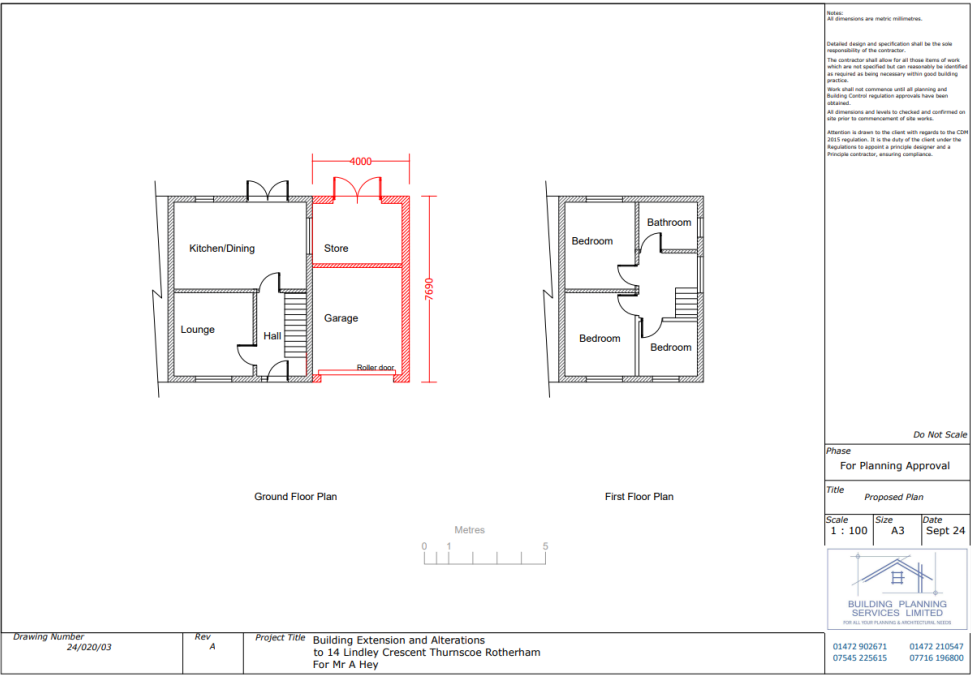 Notes:
All dimensions are metric millimetres.
Detailed design and specification shall be the sole
responsibility of the contractor.
The contractor shall allow for all those items of work
which are not specified but can reasonably be identified
as required as being necessary within good building
practice.
Work shall not commence until all planning and
Building Control regulation approvals have been
obtained.
All dimensions and levels to checked and confirmed on
site prior to commencement of site works.
Attention is drawn to the client with regards to the CDM
2015 regulation. It is the duty of the client under the
Regulations to appoint a principle designer and a
Principle contractor, ensuring compliance.
4000
7690
Kitchen/Dining
Store
Lounge
Hall
Garage
Roller door
Bedroom
Bathroom
Bedroom
Bedroom
Ground Floor Plan
First Floor Plan
Metres
0 1 5
Do Not Scale
Phase
For Planning Approval
Title
Proposed Plan
Scale Size Date
1 : 100 A3 Sept 24
BUILDING PLANNING
SERVICES LIMITED
FOR ALL YOUR PLANNING & ARCHITECTURAL NEEDS
01472 902671 01472 210547
07545 225615 07716 196800
Drawing Number
24/020/03
Rev
A
Project Title
Building Extension and Alterations
to 14 Lindley Crescent Thurnscoe Rotherham
For Mr A Hey